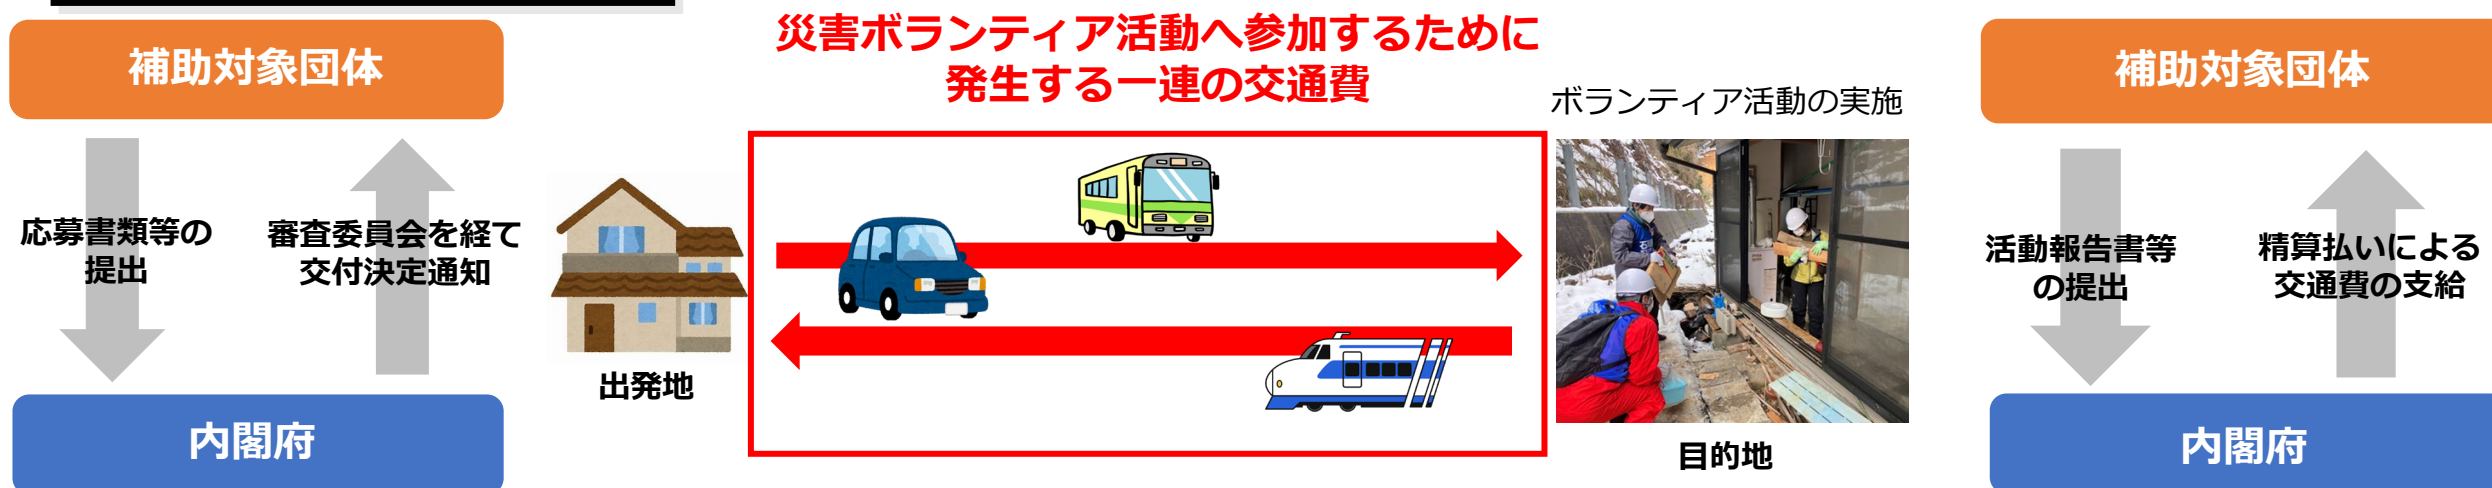 補助対象団体
応募書類等の
提出
審査委員会を経て
交付決定通知
内閣府
災害ボランティア活動へ参加するために
発生する一連の交通費
出発地
ボランティア活動の実施
目的地
補助対象団体
活動報告書等
の提出
精算払いによる
交通費の支給
内閣府